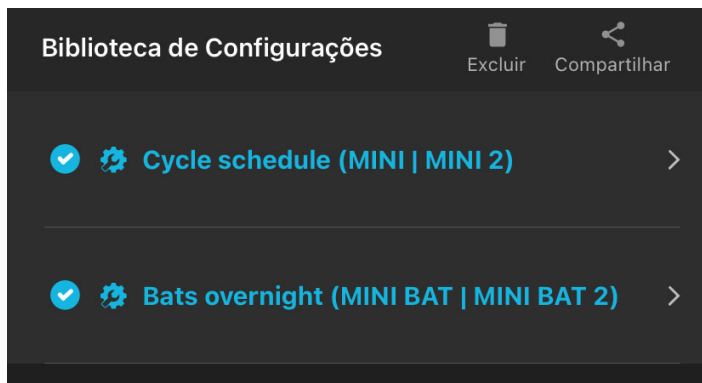 Biblioteca de Configurações
Excluir
Compartilhar
Cycle schedule (MINI | MINI 2)
Bats overnight (MINI BAT | MINI BAT 2)